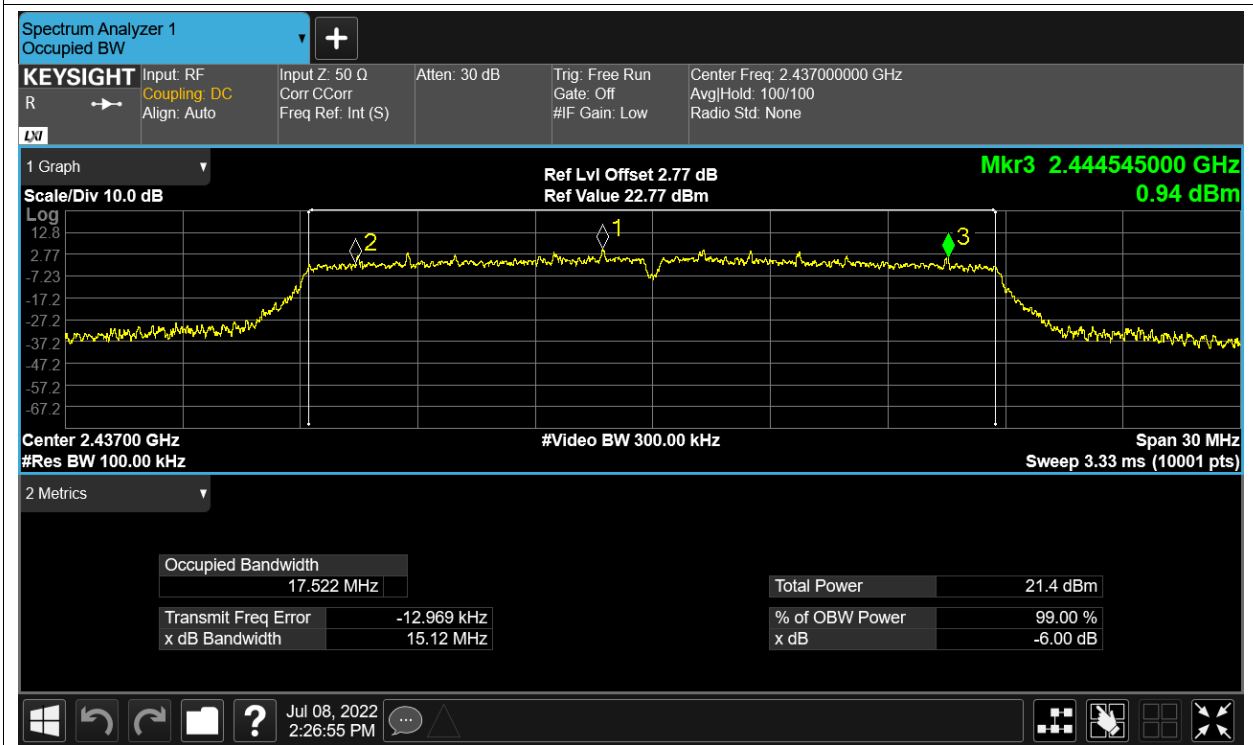 Spectrum Analyzer 1
Occupied BW
KEYSIGHT
R
LXI
Input: RF
Coupling: DC
Align: Auto
Input Z: 50 Ω
Corr CCorr
Freq Ref: Int (S)
Atten: 30 dB
Trig: Free Run
Gate: Off
#IF Gain: Low
Center Freq: 2.437000000 GHz
Avg|Hold: 100/100
Radio Std: None
1 Graph
Scale/Div 10.0 dB
Ref Lvl Offset 2.77 dB
Ref Value 22.77 dBm
Mkr3 2.444545000 GHz
0.94 dBm
Log
12.8
2.77
-7.23
-17.2
-27.2
-37.2
-47.2
-57.2
-67.2
2
1
3
Center 2.43700 GHz
#Video BW 300.00 kHz
Span 30 MHz
#Res BW 100.00 kHz
Sweep 3.33 ms (10001 pts)
2 Metrics
Occupied Bandwidth
17.522 MHz
Total Power 21.4 dBm
Transmit Freq Error -12.969 kHz
% of OBW Power 99.00 %
x dB Bandwidth 15.12 MHz
x dB -6.00 dB
?
Jul 08, 2022
2:26:55 PM